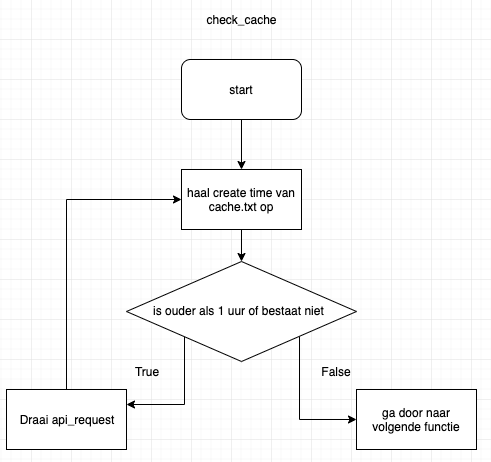 check_cache
start
haal create time van
cache.txt op
is ouder als 1 uur of bestaat niet
True
False
Draai api_request
ga door naar
volgende functie